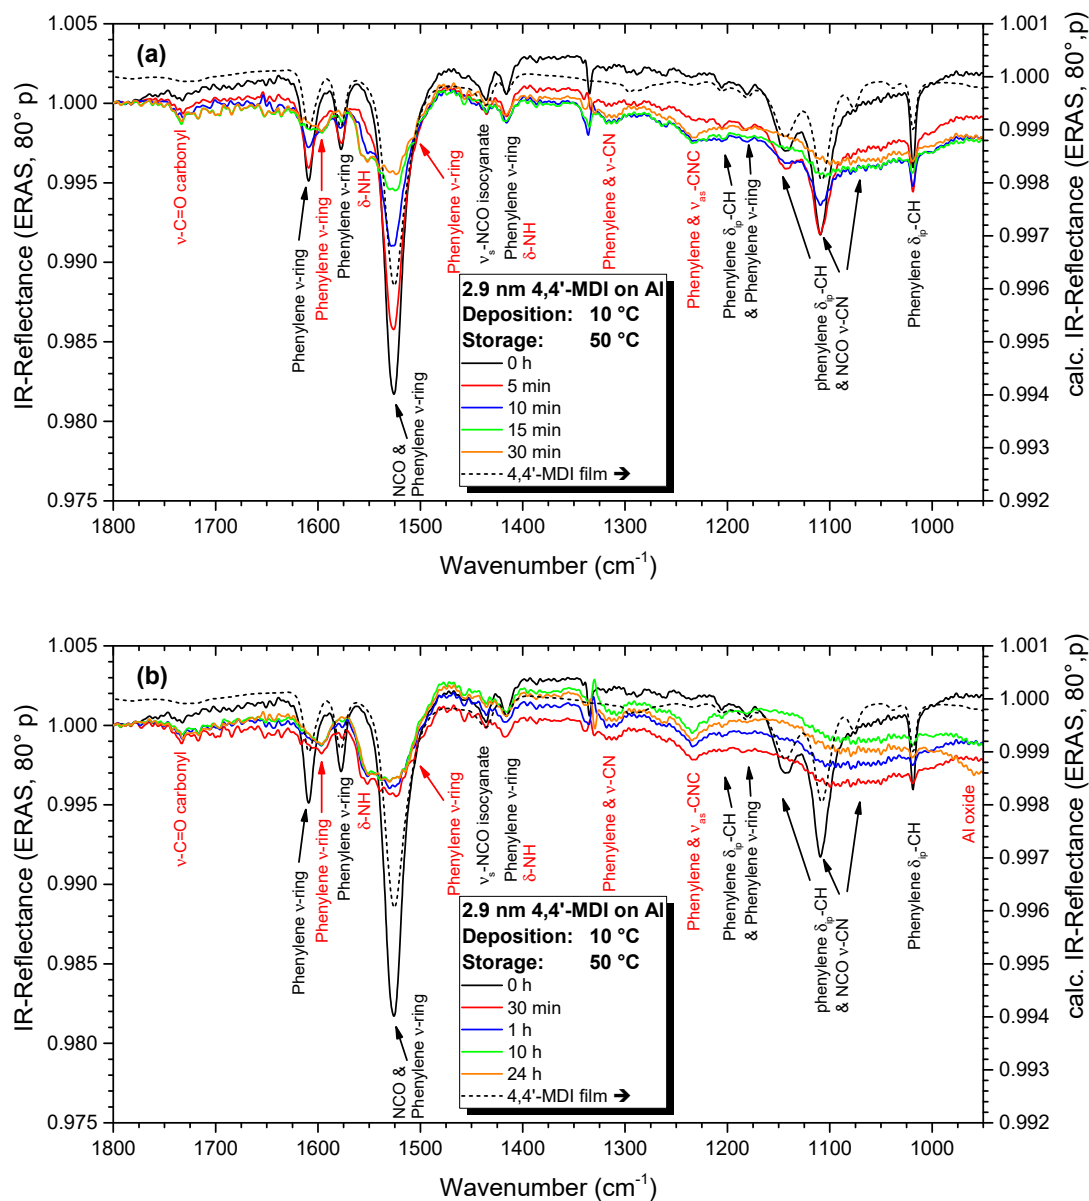 (a)
IR-Reflectance (ERAS, 80° p)
1.005
1.000
0.995
0.990
0.985
0.980
0.975
calc. IR-Reflectance (ERAS, 80°,p)
1.001
1.000
0.999
0.998
0.997
0.996
0.995
0.994
0.993
0.992
ν-C=O carbonyl
Phenylene ν-ring
Phenylene ν-ring
Phenylene ν-ring
δ-NH
NCO &
Phenylene ν-ring
Phenylene ν-ring
νs-NCO isocyanate
Phenylene ν-ring
δ-NH
Phenylene & ν-CN
Phenylene & νas-CNC
Phenylene δip-CH
& Phenylene ν-ring
phenylene δip-CH
& NCO ν-CN
Phenylene δip-CH
2.9 nm 4,4'-MDI on Al
Deposition: 10 °C
Storage: 50 °C
0 h
5 min
10 min
15 min
30 min
4,4'-MDI film ➔
1800 1700 1600 1500 1400 1300 1200 1100 1000
Wavenumber (cm-1)
(b)
IR-Reflectance (ERAS, 80° p)
1.005
1.000
0.995
0.990
0.985
0.980
0.975
calc. IR-Reflectance (ERAS, 80°,p)
1.001
1.000
0.999
0.998
0.997
0.996
0.995
0.994
0.993
0.992
ν-C=O carbonyl
Phenylene ν-ring
Phenylene ν-ring
Phenylene ν-ring
δ-NH
NCO &
Phenylene ν-ring
Phenylene ν-ring
νs-NCO isocyanate
Phenylene ν-ring
δ-NH
Phenylene & ν-CN
Phenylene & νas-CNC
Phenylene δip-CH
& Phenylene ν-ring
phenylene δip-CH
& NCO ν-CN
Phenylene δip-CH
Al oxide
2.9 nm 4,4'-MDI on Al
Deposition: 10 °C
Storage: 50 °C
0 h
30 min
1 h
10 h
24 h
4,4'-MDI film ➔
1800 1700 1600 1500 1400 1300 1200 1100 1000
Wavenumber (cm-1)